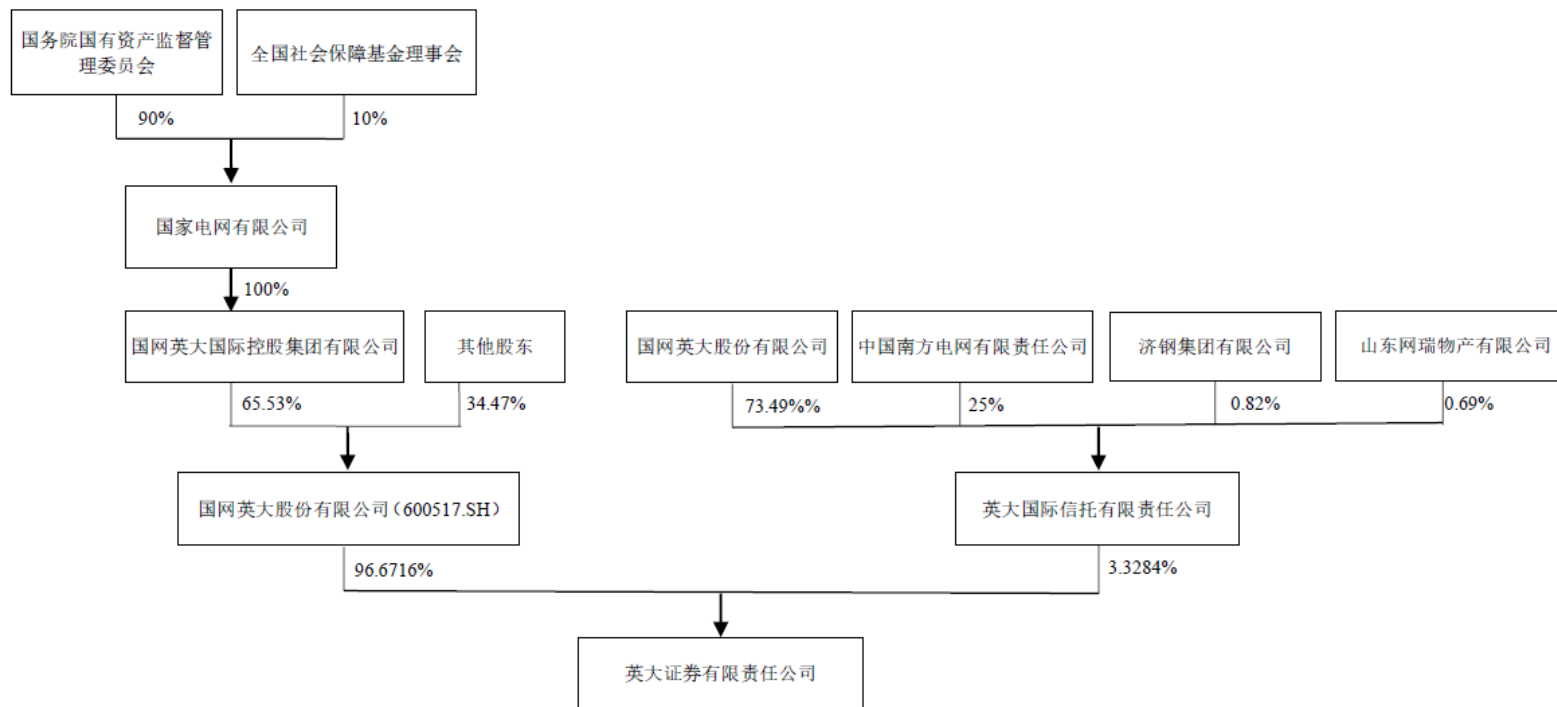 国务院国有资产监督管
理委员会
全国社会保障基金理事会
90%
10%
国家电网有限公司
100%
国网英大国际控股集团有限公司
其他股东
国网英大股份有限公司
中国南方电网有限责任公司
济钢集团有限公司
山东网瑞物产有限公司
65.53%
34.47%
73.49%%
25%
0.82%
0.69%
国网英大股份有限公司（600517.SH）
英大国际信托有限责任公司
96.6716%
3.3284%
英大证券有限责任公司